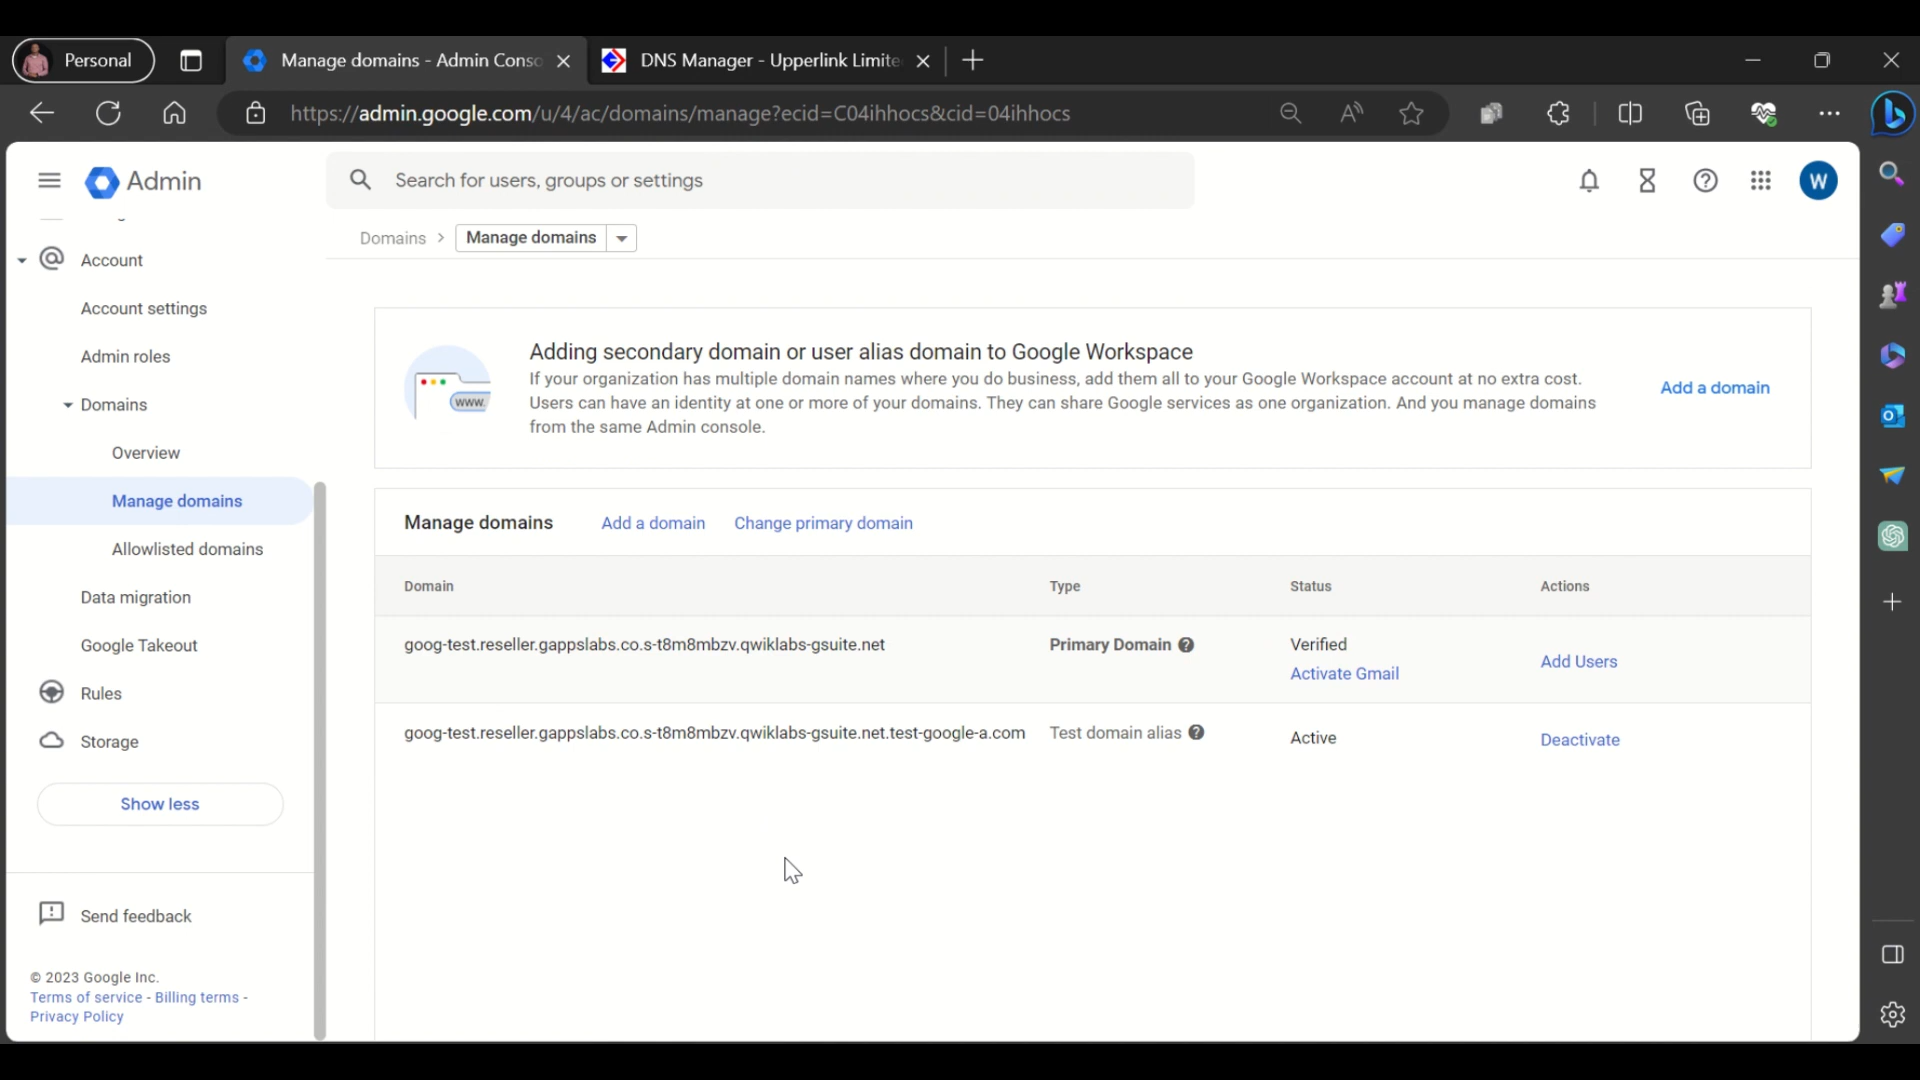 Personal
Manage domains - Admin Conso
DNS Manager - Upperlink Limite
https://admin.google.com/u/4/ac/domains/manage?ecid=C04ihhocs&cid=04ihhocs
Admin
Search for users, groups or settings
W
Domains > Manage domains
Account
Account settings
Admin roles
Domains
Overview
Manage domains
Allowlisted domains
Data migration
Google Takeout
Rules
Storage
Show less
Send feedback
© 2023 Google Inc.
Terms of service - Billing terms -
Privacy Policy
www.
Adding secondary domain or user alias domain to Google Workspace
If your organization has multiple domain names where you do business, add them all to your Google Workspace account at no extra cost.
Users can have an identity at one or more of your domains. They can share Google services as one organization. And you manage domains
from the same Admin console.
Add a domain
Manage domains Add a domain Change primary domain
Domain Type Status Actions
goog-test.reseller.gappslabs.co.s-t8m8mbzv.qwiklabs-gsuite.net Primary Domain Verified
Activate Gmail
Add Users
goog-test.reseller.gappslabs.co.s-t8m8mbzv.qwiklabs-gsuite.net.test-google-a.com Test domain alias Active Deactivate